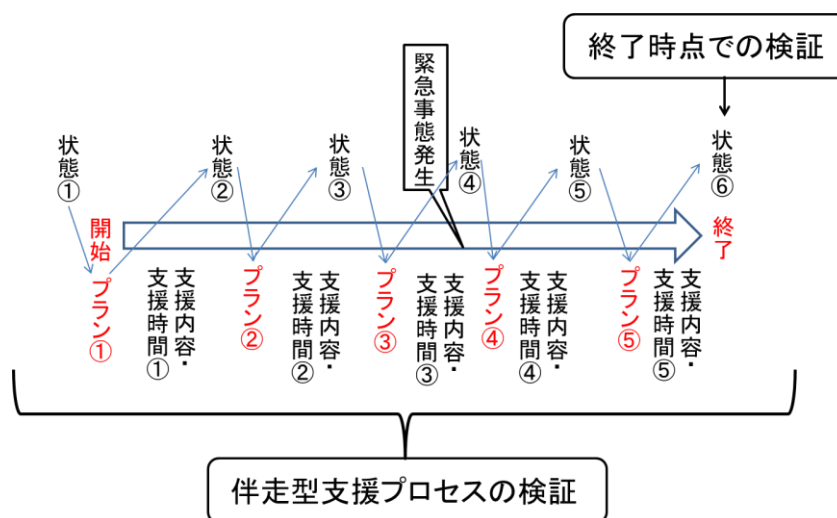 終了時点での検証
緊急事態発生
状態①
状態②
状態③
状態④
状態⑤
状態⑥
開始
終了
プラン①
支援内容・
支援時間①
プラン②
支援内容・
支援時間②
プラン③
支援内容・
支援時間③
プラン④
支援内容・
支援時間④
プラン⑤
支援内容・
支援時間⑤
伴走型支援プロセスの検証